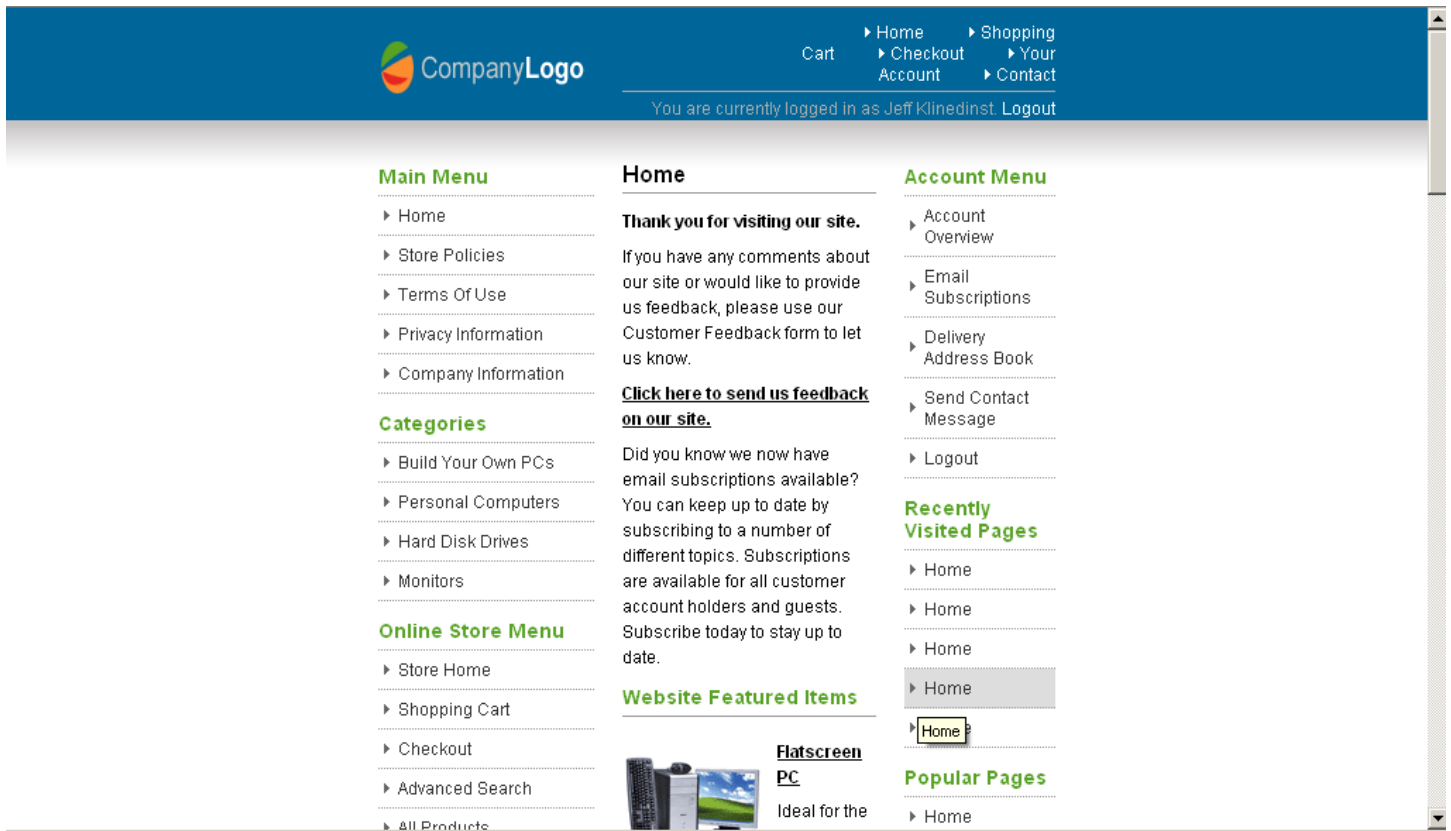 Home Shopping
Cart Checkout Your
Account Contact
CompanyLogo
You are currently logged in as Jeff Klinedinst. Logout
Main Menu
Home
Store Policies
Terms Of Use
Privacy Information
Company Information
Categories
Build Your Own PCs
Personal Computers
Hard Disk Drives
Monitors
Online Store Menu
Store Home
Shopping Cart
Checkout
Advanced Search
All Products
Home
Thank you for visiting our site.
If you have any comments about
our site or would like to provide
us feedback, please use our
Customer Feedback form to let
us know.
Click here to send us feedback
on our site.
Did you know we now have
email subscriptions available?
You can keep up to date by
subscribing to a number of
different topics. Subscriptions
are available for all customer
account holders and guests.
Subscribe today to stay up to
date.
Website Featured Items
Flatscreen
PC
Ideal for the
Account Menu
Account
Overview
Email
Subscriptions
Delivery
Address Book
Send Contact
Message
Logout
Recently
Visited Pages
Home
Home
Home
Home
Home
Popular Pages
Home